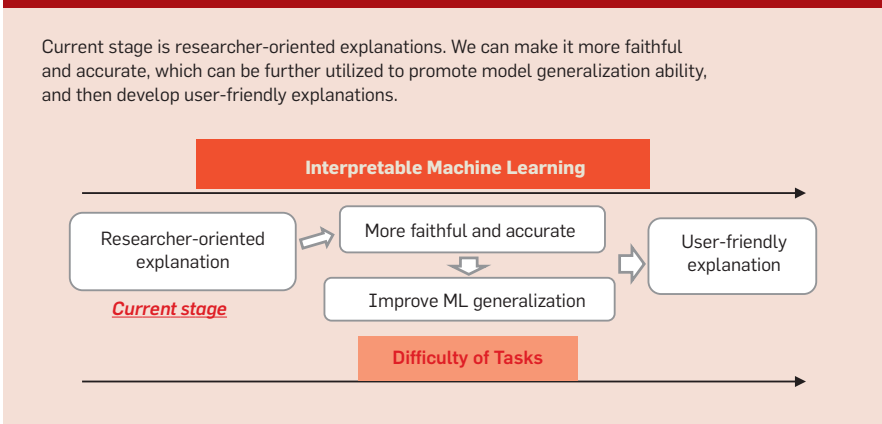 Current stage is researcher-oriented explanations. We can make it more faithful
and accurate, which can be further utilized to promote model generalization ability,
and then develop user-friendly explanations.
Interpretable Machine Learning
Researcher-oriented
explanation
Current stage
More faithful and accurate
Improve ML generalization
User-friendly
explanation
Difficulty of Tasks